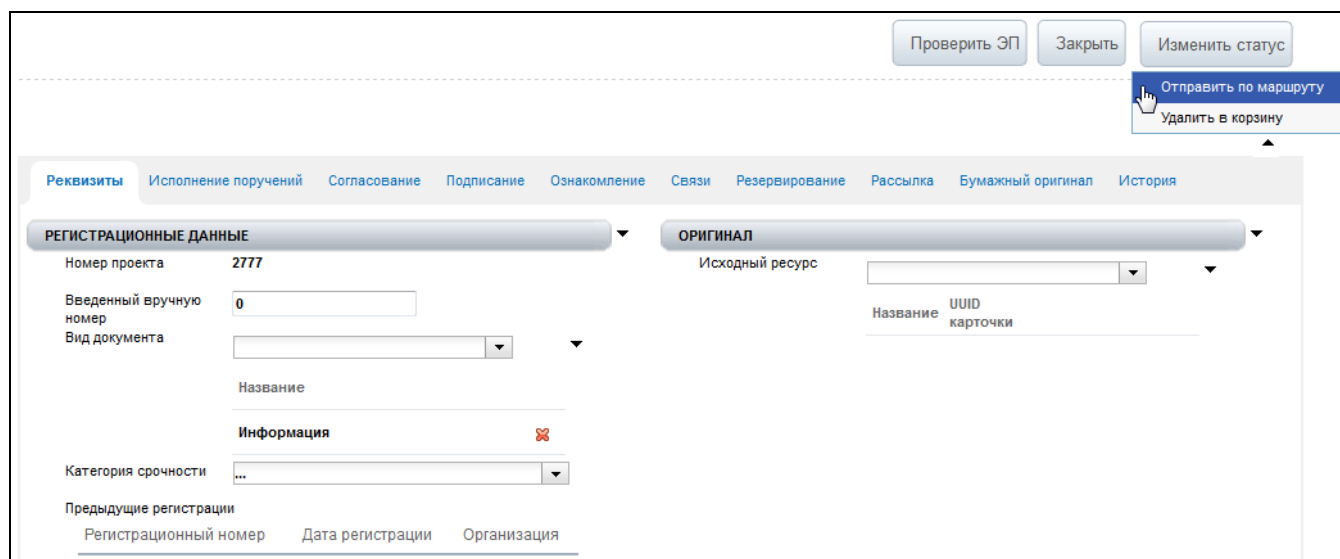 Проверить ЭП Закрыть Изменить статус
Отправить по маршруту
Удалить в корзину
Реквизиты Исполнение поручений Согласование Подписание Ознакомление Связи Резервирование Рассылка Бумажный оригинал История
РЕГИСТРАЦИОННЫЕ ДАННЫЕ
Номер проекта 2777
Введенный вручную
номер
0
Вид документа
Название
Информация
Категория срочности ...
Предыдущие регистрации
Регистрационный номер Дата регистрации Организация
ОРИГИНАЛ
Исходный ресурс
Название UUID
карточки